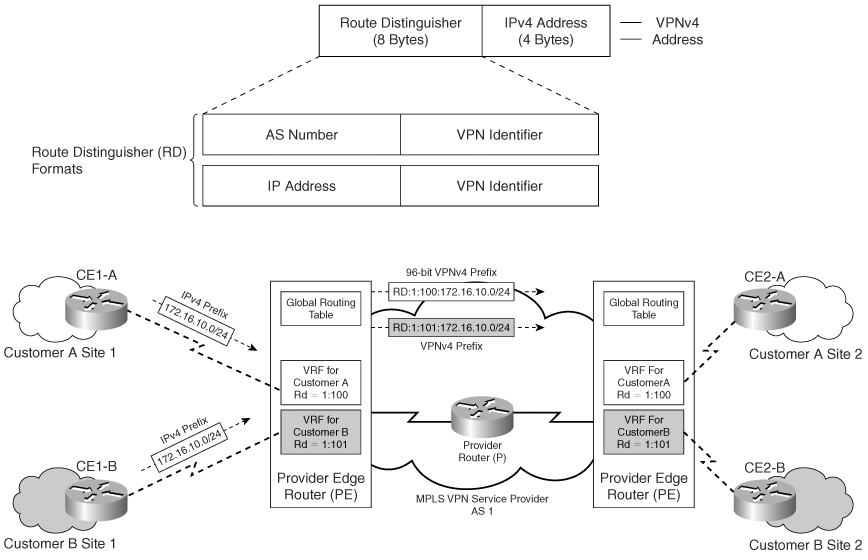 Route Distinguisher
(8 Bytes)
IPv4 Address
(4 Bytes)
VPNv4
Address
Route Distinguisher (RD)
Formats
AS Number
VPN Identifier
IP Address
VPN Identifier
CE1-A
IPv4 Prefix
172.16.10.0/24
Customer A Site 1
CE1-B
IPv4 Prefix
172.16.10.0/24
Customer B Site 1
Global Routing
Table
VRF for
Customer A
Rd = 1:100
VRF for
Customer B
Rd = 1:101
Provider Edge
Router (PE)
96-bit VPNv4 Prefix
RD:1:100:172.16.10.0/24
RD:1:101:172.16.10.0/24
VPNv4 Prefix
Provider
Router (P)
MPLS VPN Service Provider
AS 1
Global Routing
Table
VRF For
CustomerA
Rd = 1:100
VRF For
CustomerB
Rd = 1:101
Provider Edge
Router (PE)
CE2-A
Customer A Site 2
CE2-B
Customer B Site 2